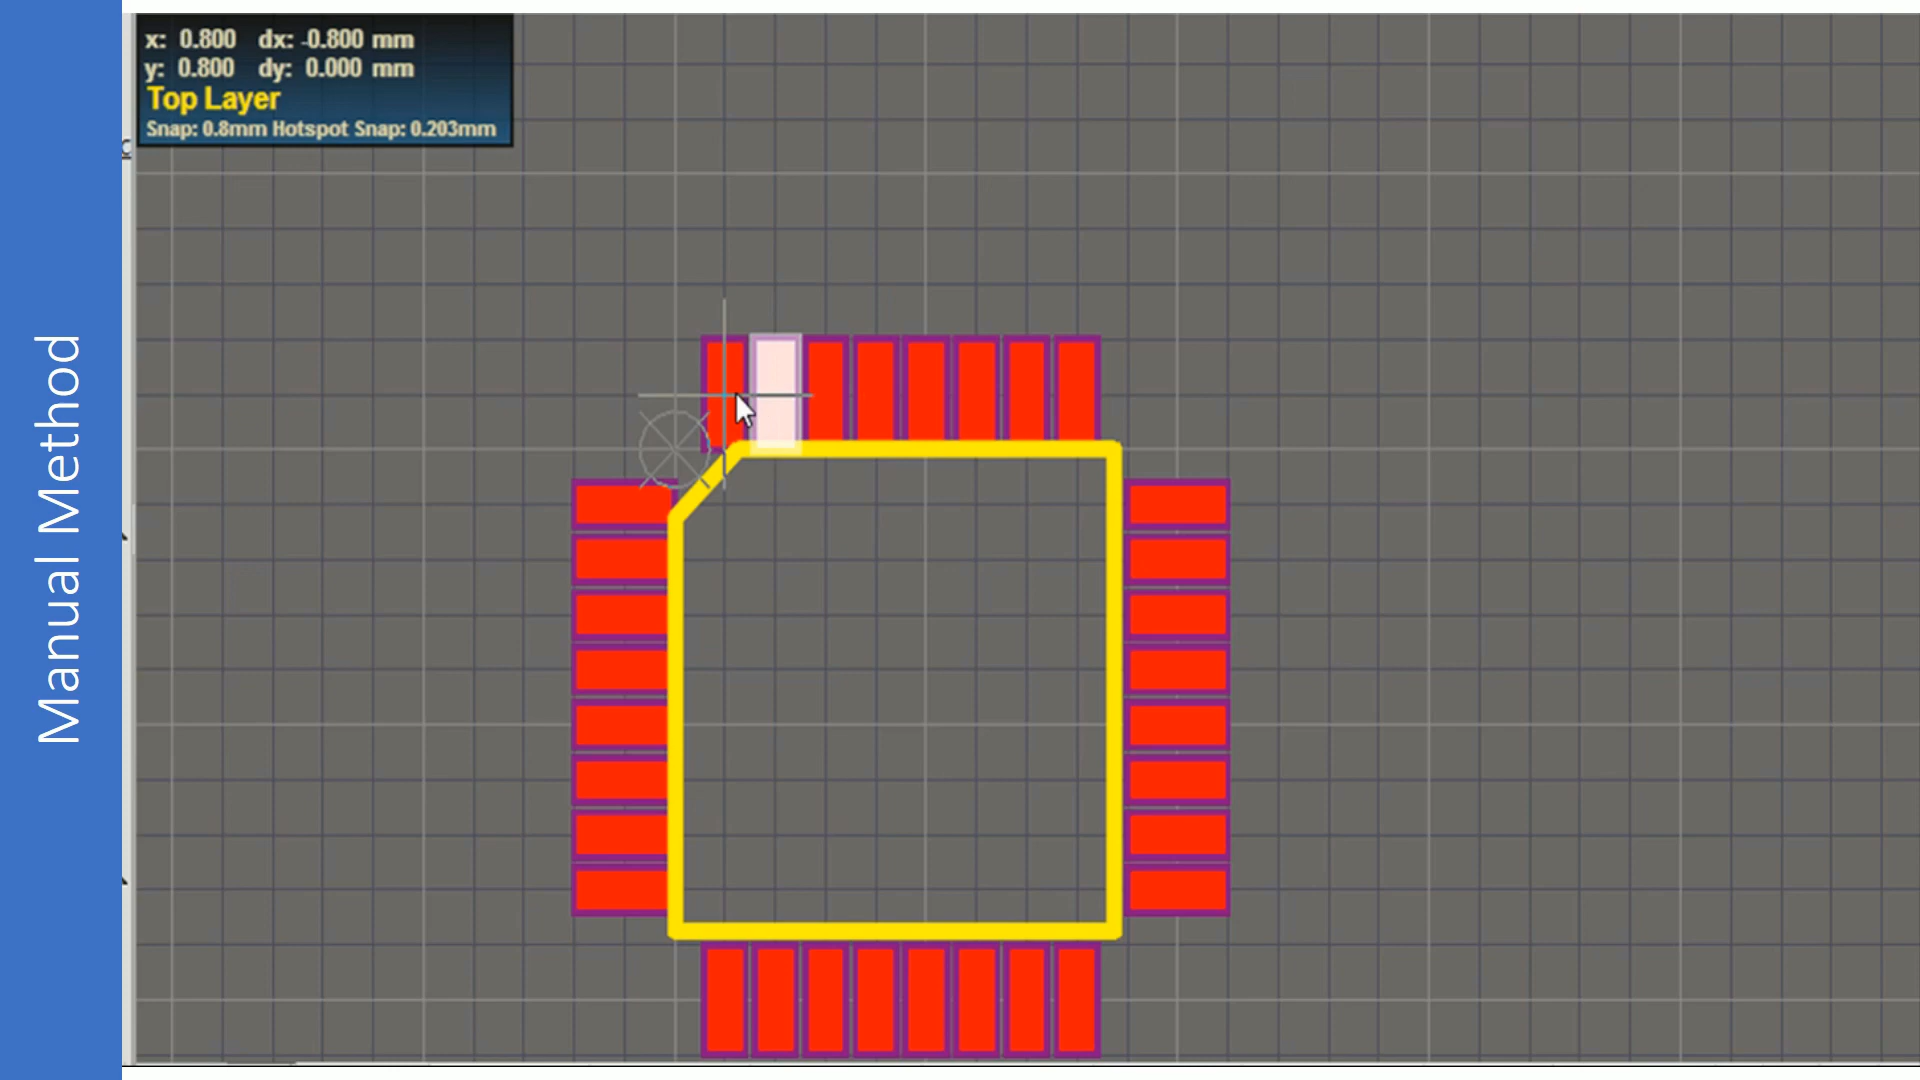 Manual Method
x: 0.800 dx: -0.800 mm
y: 0.800 dy: 0.000 mm
Top Layer
Snap: 0.8mm Hotspot Snap: 0.203mm